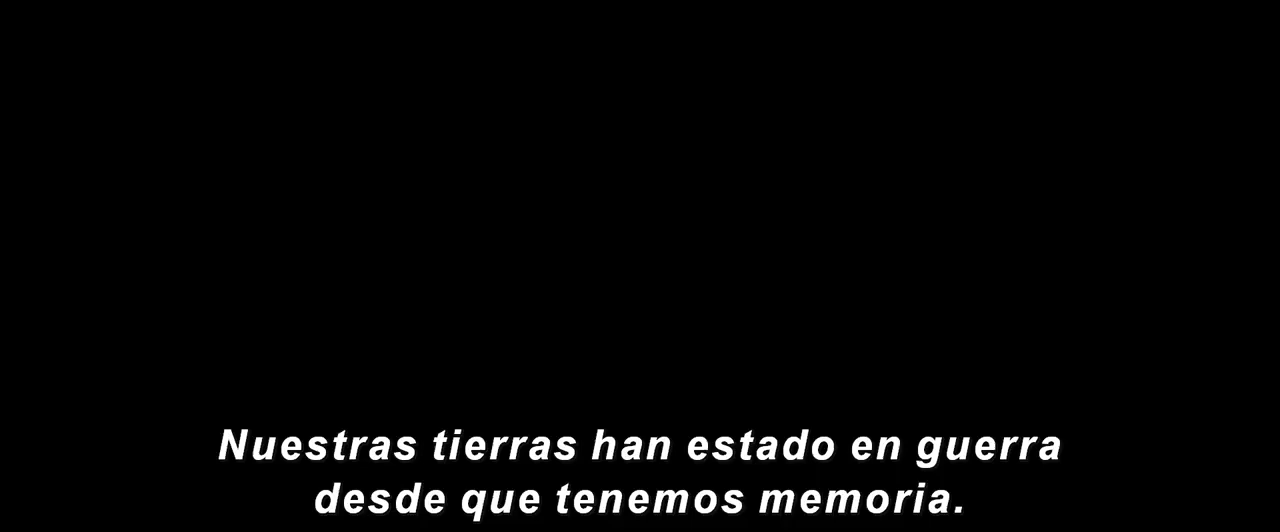 Nuestras tierras han estado en guerra
desde que tenemos memoria.